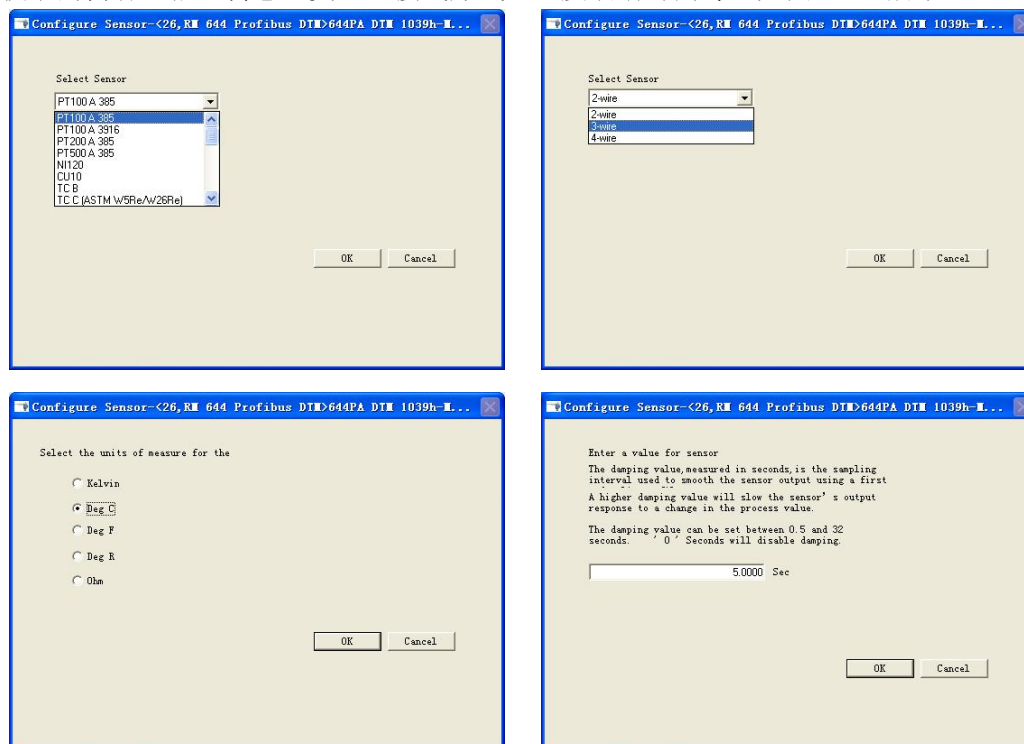 Configure Sensor-<26,RM 644 Profibus DTM>644PA DTM 1039h-M...
Select Sensor
PT100 A 385
PT100 A 385
PT100 A 3916
PT200 A 385
PT500 A 385
NI120
CU10
TC B
TC C (ASTM W5Re/W26Re)
OK Cancel
Configure Sensor-<26,RM 644 Profibus DTM>644PA DTM 1039h-M...
Select Sensor
2-wire
2-wire
3-wire
4-wire
OK Cancel
Configure Sensor-<26,RM 644 Profibus DTM>644PA DTM 1039h-M...
Select the units of measure for the
Kelvin
Deg C
Deg F
Deg R
Ohm
OK Cancel
Configure Sensor-<26,RM 644 Profibus DTM>644PA DTM 1039h-M...
Enter a value for sensor
The damping value,measured in seconds,is the sampling
interval used to smooth the sensor output using a first
A higher damping value will slow the sensor's output
response to a change in the process value.
The damping value can be set between 0.5 and 32
seconds. '0' Seconds will disable damping.
5.0000 Sec
OK Cancel